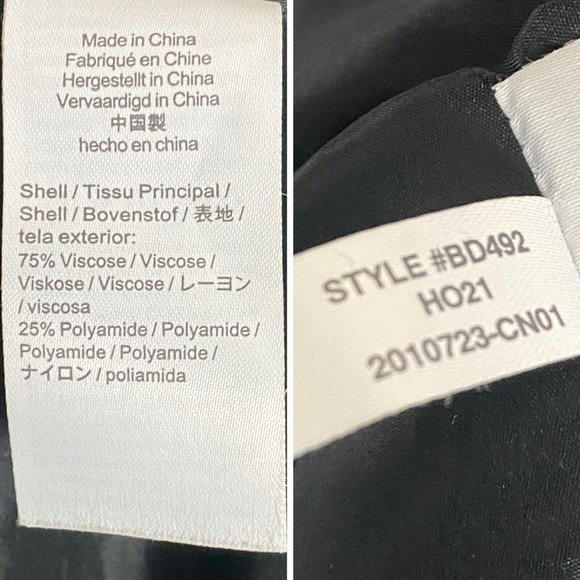 Made in China
Fabriqué en Chine
Hergestellt in China
Vervaardigd in China
中国製
hecho en china
Shell / Tissu Principal /
Shell / Bovenstof / 表地 /
tela exterior:
75% Viscose / Viscose /
Viskose / Viscose / レーヨン
/ viscosa
25% Polyamide / Polyamide /
Polyamide / Polyamide /
ナイロン / poliamida
STYLE #BD492
HO21
2010723-CN01